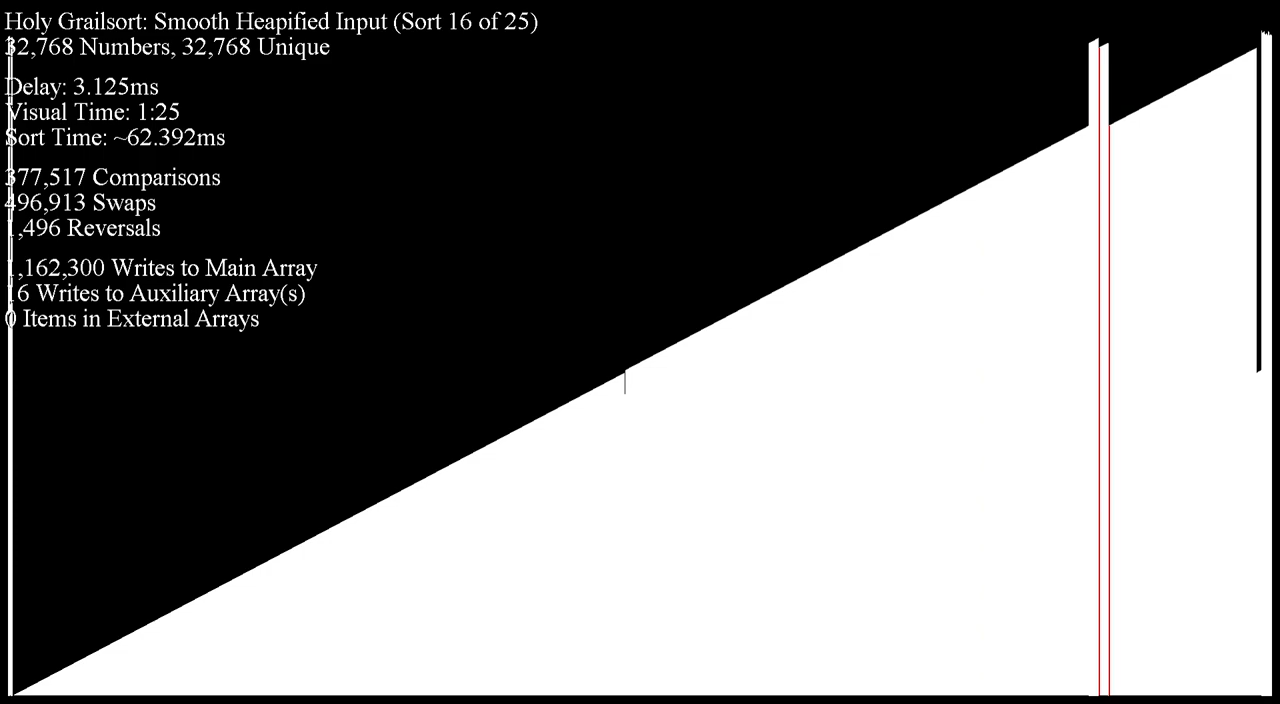 Holy Grailsort: Smooth Heapified Input (Sort 16 of 25)
32,768 Numbers, 32,768 Unique
Delay: 3.125ms
Visual Time: 1:25
Sort Time: ~62.392ms
377,517 Comparisons
496,913 Swaps
1,496 Reversals
1,162,300 Writes to Main Array
16 Writes to Auxiliary Array(s)
0 Items in External Arrays